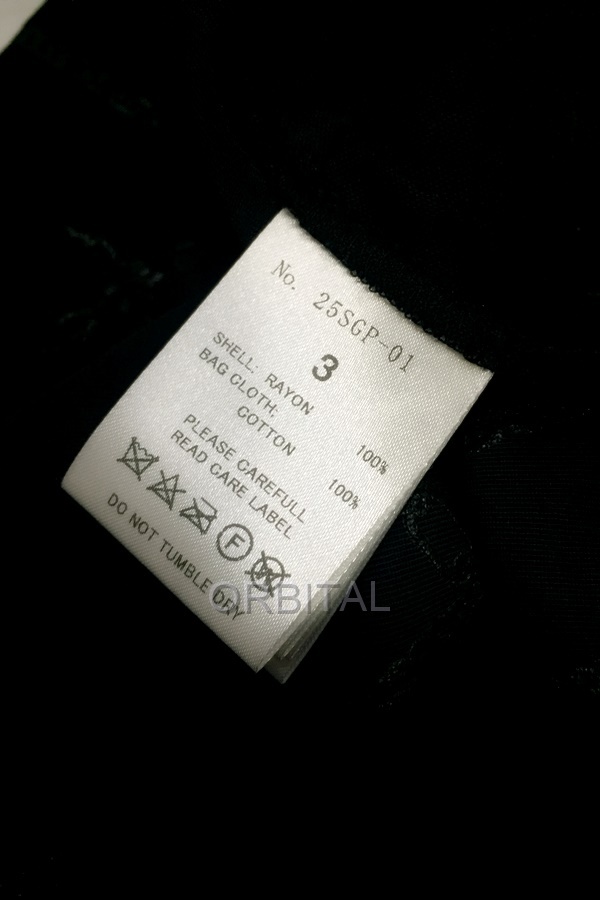 No. 25SGP-01
3
SHELL: RAYON 100%
BAG CLOTH:
COTTON 100%
PLEASE CAREFULL
READ CARE LABEL
F
W
DO NOT TUMBLE DRY
ORBITAL